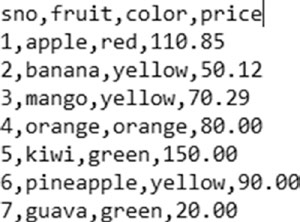 sno,fruit,color,price
1,apple,red,110.85
2,banana,yellow,50.12
3,mango,yellow,70.29
4,orange,orange,80.00
5,kiwi,green,150.00
6,pineapple,yellow,90.00
7,guava,green,20.00